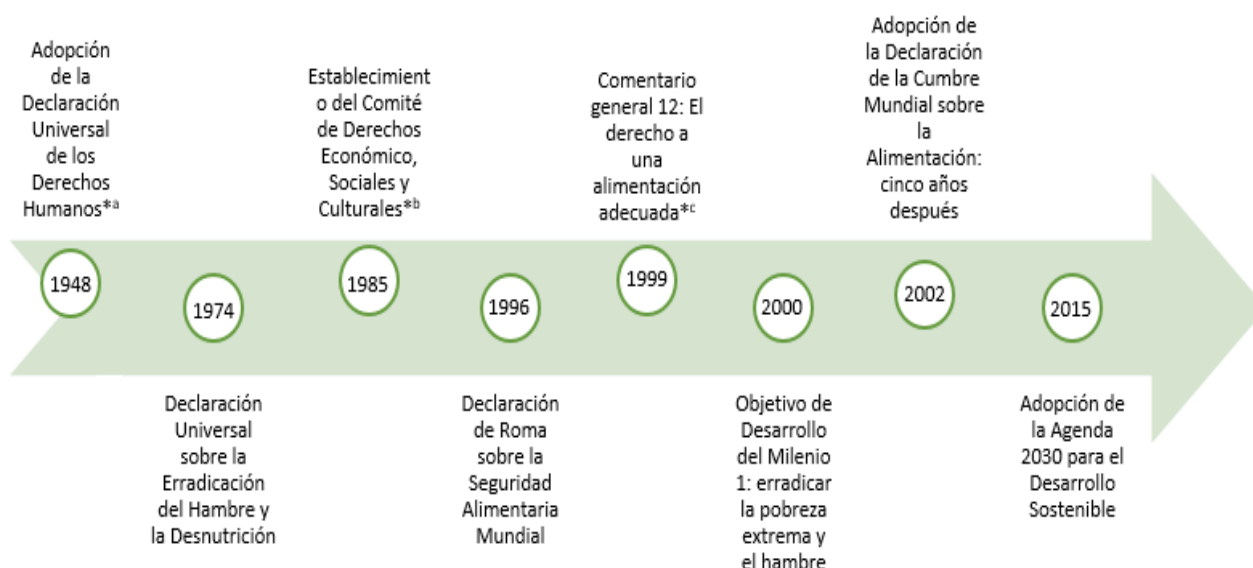 Adopción
de la
Declaración
Universal
de los
Derechos
Humanos*ᵃ
Establecimient
o del Comité
de Derechos
Económico,
Sociales y
Culturales*ᵇ
Comentario
general 12: El
derecho a
una
alimentación
adecuada*ᶜ
Adopción de
la Declaración
de la Cumbre
Mundial sobre
la
Alimentación:
cinco años
después
1948
1974
1985
1996
1999
2000
2002
2015
Declaración
Universal
sobre la
Erradicación
del Hambre y
la Desnutrición
Declaración
de Roma
sobre la
Seguridad
Alimentaria
Mundial
Objetivo de
Desarrollo
del Milenio
1: erradicar
la pobreza
extrema y
el hambre
Adopción de
la Agenda
2030 para el
Desarrollo
Sostenible